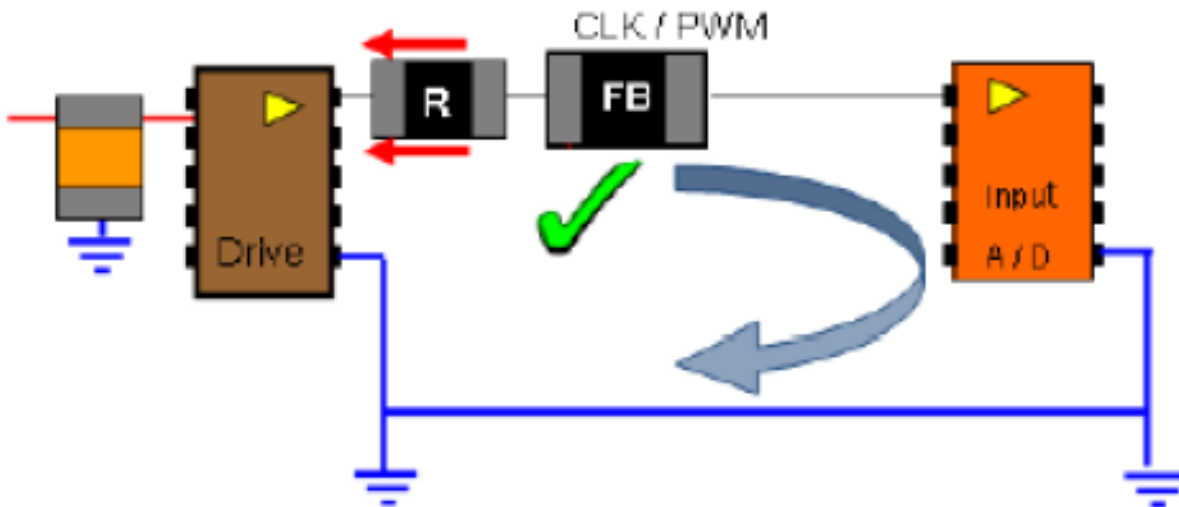 CLK / PWM
R
FB
Drive
Input
A / D